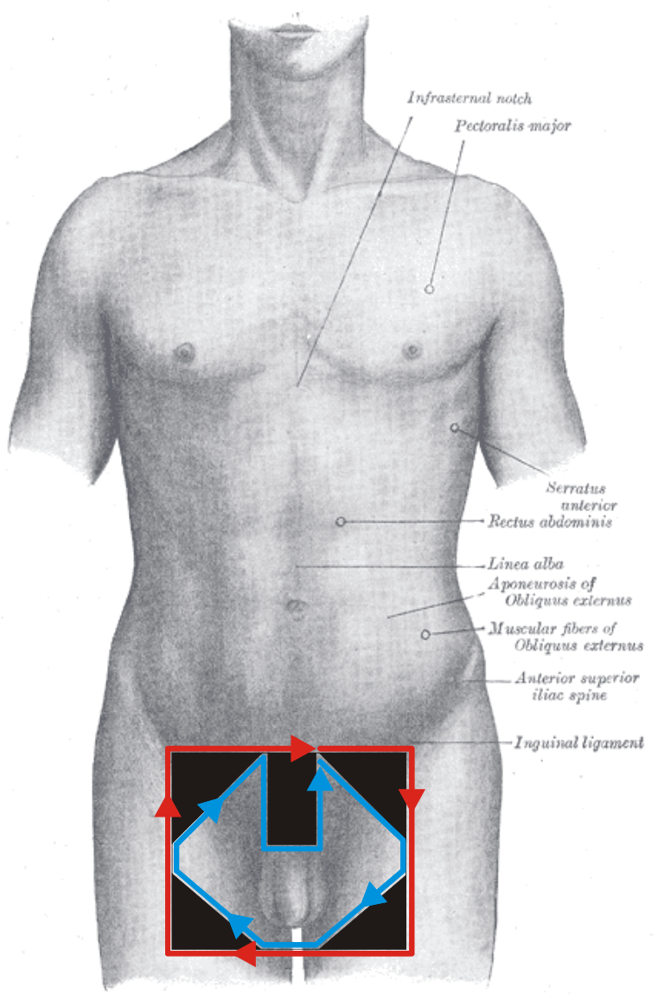 Infrasternal notch
Pectoralis major
Serratus
anterior
Rectus abdominis
Linea alba
Aponeurosis of
Obliquus externus
Muscular fibers of
Obliquus externus
Anterior superior
iliac spine
Inguinal ligament